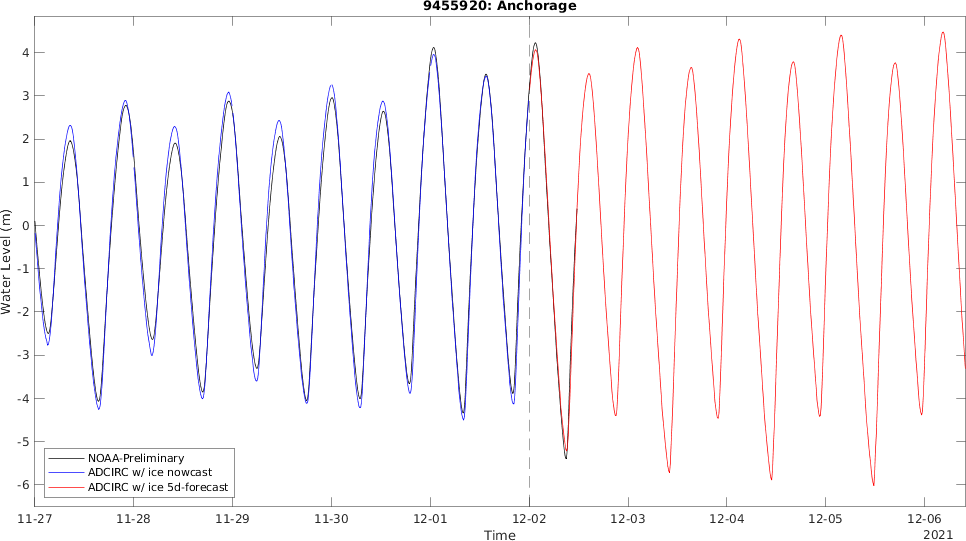 9455920: Anchorage
4
3
2
1
0
-1
-2
-3
-4
-5
-6
Water Level (m)
NOAA-Preliminary
ADCIRC w/ ice nowcast
ADCIRC w/ ice 5d-forecast
11-27 11-28 11-29 11-30 12-01 12-02 12-03 12-04 12-05 12-06
Time
2021